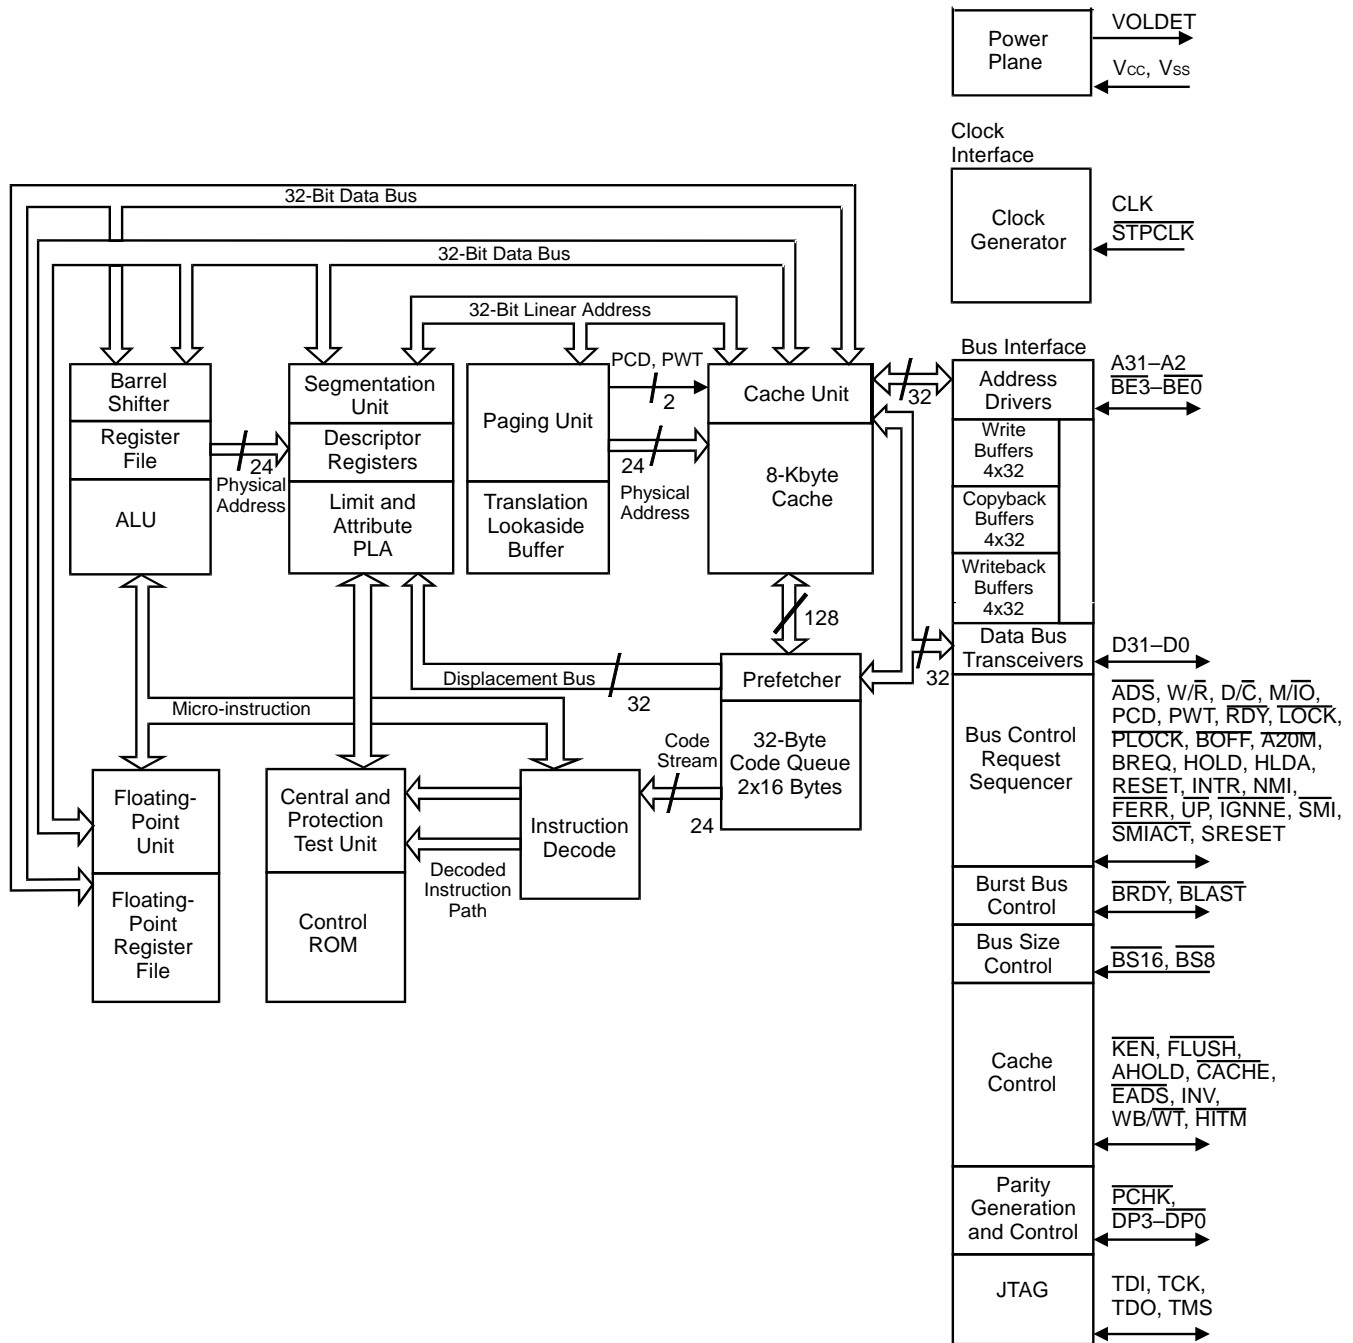 Power
Plane
VOLDET
VCC, VSS
Clock
Interface
Clock
Generator
CLK
STPCLK
32-Bit Data Bus
32-Bit Data Bus
32-Bit Linear Address
Barrel
Shifter
Register
File
ALU
24
Physical
Address
Segmentation
Unit
Descriptor
Registers
Limit and
Attribute
PLA
Paging Unit
Translation
Lookaside
Buffer
PCD, PWT
2
24
Physical
Address
Cache Unit
8-Kbyte
Cache
32
128
Displacement Bus
32
Micro-instruction
Prefetcher
32-Byte
Code Queue
2x16 Bytes
32
Code
Stream
24
Instruction
Decode
Decoded
Instruction
Path
Central and
Protection
Test Unit
Control
ROM
Floating-
Point
Unit
Floating-
Point
Register
File
Bus Interface
Address
Drivers
A31–A2
BE3–BE0
Write
Buffers
4x32
Copyback
Buffers
4x32
Writeback
Buffers
4x32
Data Bus
Transceivers
D31–D0
Bus Control
Request
Sequencer
ADS, W/R, D/C, M/IO,
PCD, PWT, RDY, LOCK,
PLOCK, BOFF, A20M,
BREQ, HOLD, HLDA,
RESET, INTR, NMI,
FERR, UP, IGNNE, SMI,
SMIACT, SRESET
Burst Bus
Control
BRDY, BLAST
Bus Size
Control
BS16, BS8
Cache
Control
KEN, FLUSH,
AHOLD, CACHE,
EADS, INV,
WB/WT, HITM
Parity
Generation
and Control
PCHK,
DP3–DP0
JTAG
TDI, TCK,
TDO, TMS